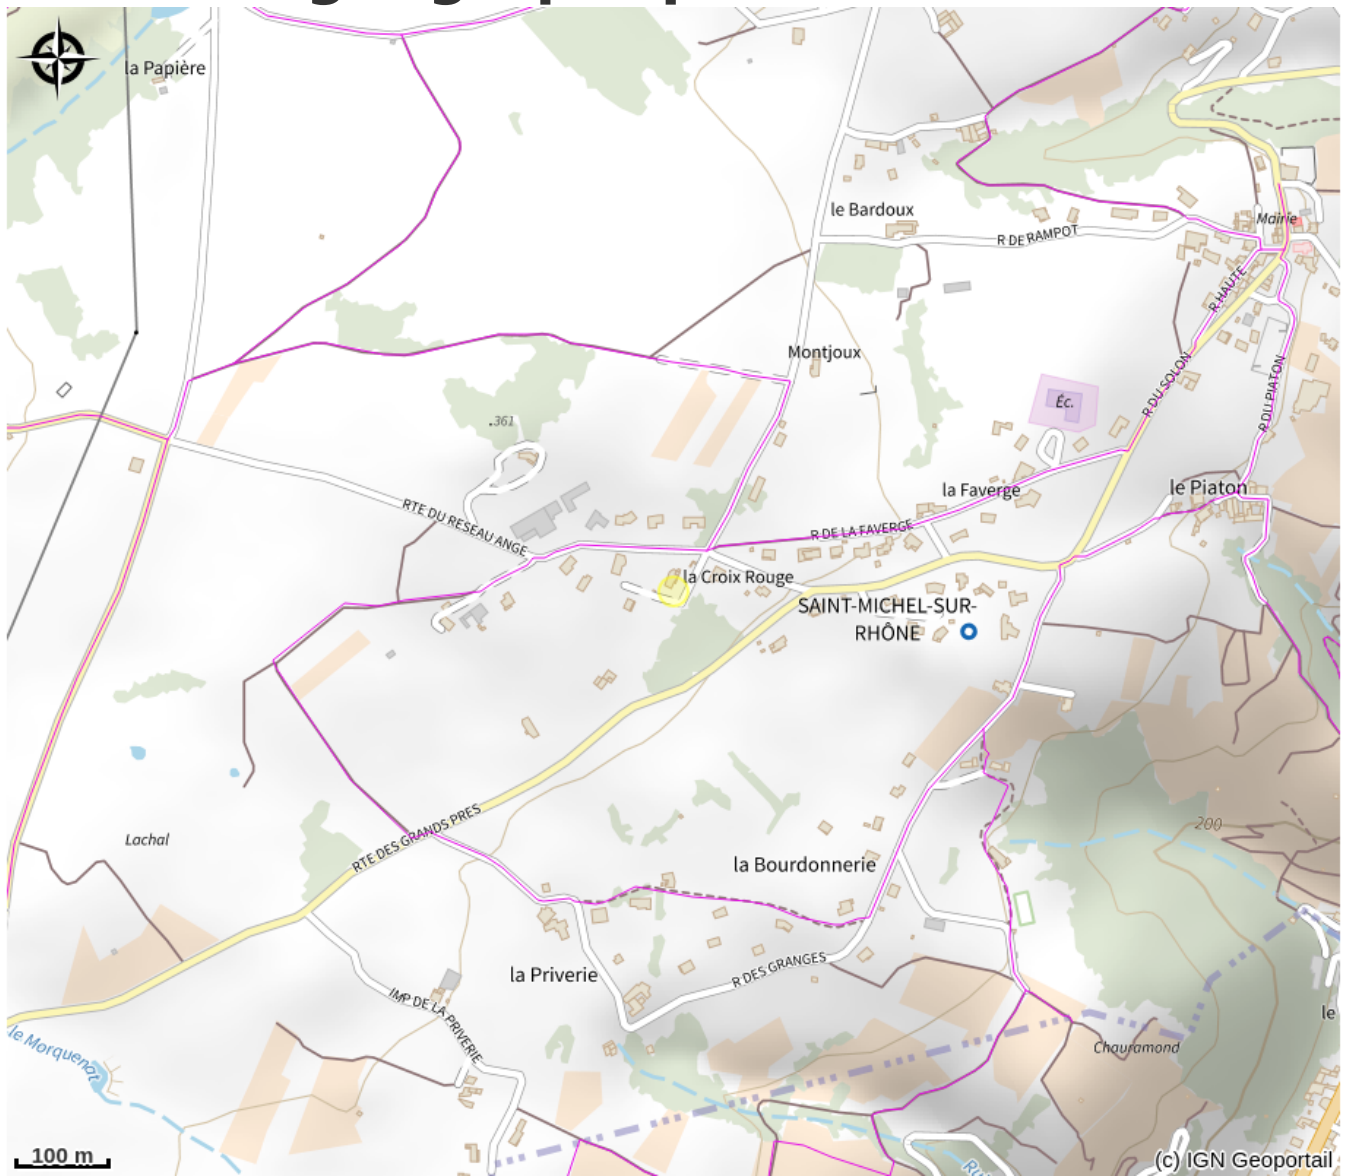 la Papière
le Bardoux
R DE RAMPOT
Mairie
R HAUTE
Montjoux
R DU SOLON
R DU PIATON
Éc.
.361
la Faverge
le Piaton
RTE DU RESEAU ANGE
R DE LA FAVERGE
la Croix Rouge
SAINT-MICHEL-SUR-
RHÔNE
Lachal
RTE DES GRANDS PRES
200
la Bourdonnerie
la Priverie
R DES GRANGES
IMP DE LA PRIVERIE
le
le Morquenat
Chauramond
100 m
(c) IGN Geoportail